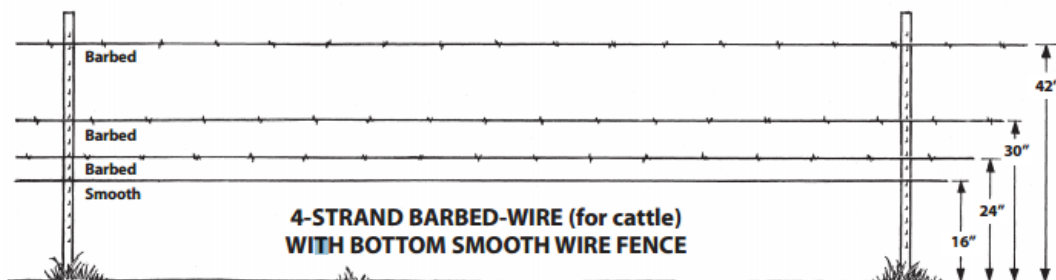 Barbed
42"
Barbed
30"
Barbed
Smooth
24"
4-STRAND BARBED-WIRE (for cattle)
WITH BOTTOM SMOOTH WIRE FENCE
16"